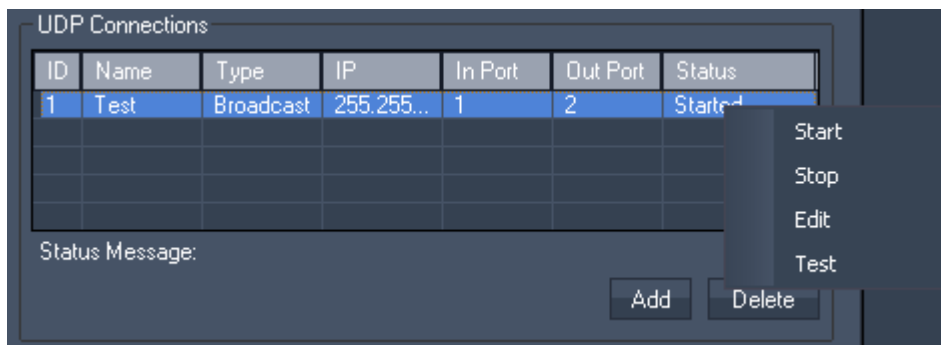 UDP Connections
ID Name Type IP In Port Out Port Status
1 Test Broadcast 255.255... 1 2 Started
Start
Stop
Edit
Test
Status Message:
Add Delete